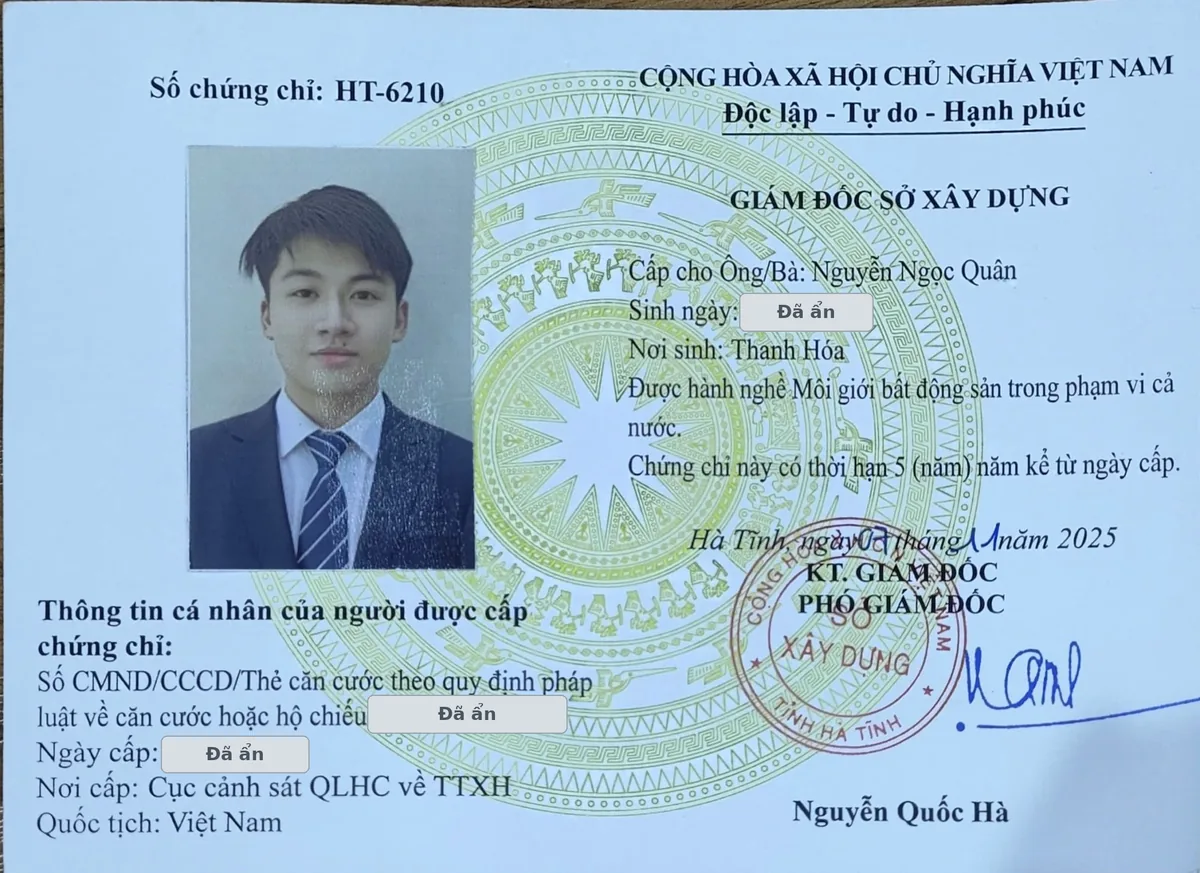 Số chứng chỉ: HT-6210
CỘNG HÒA XÃ HỘI CHỦ NGHĨA VIỆT NAM
Độc lập - Tự do - Hạnh phúc
GIÁM ĐỐC SỞ XÂY DỰNG
Cấp cho Ông/Bà: Nguyễn Ngọc Quân
Sinh ngày: Đã ẩn
Nơi sinh: Thanh Hóa
Được hành nghề Môi giới bất động sản trong phạm vi cả
nước.
Chứng chỉ này có thời hạn 5 (năm) năm kể từ ngày cấp.
Hà Tĩnh, ngày 07 tháng 11 năm 2025
KT. GIÁM ĐỐC
PHÓ GIÁM ĐỐC
SỞ
XÂY DỰNG
TỈNH HÀ TĨNH
Nguyễn Quốc Hà
Thông tin cá nhân của người được cấp
chứng chỉ:
Số CMND/CCCD/Thẻ căn cước theo quy định pháp
luật về căn cước hoặc hộ chiếu Đã ẩn
Ngày cấp: Đã ẩn
Nơi cấp: Cục cảnh sát QLHC về TTXH
Quốc tịch: Việt Nam